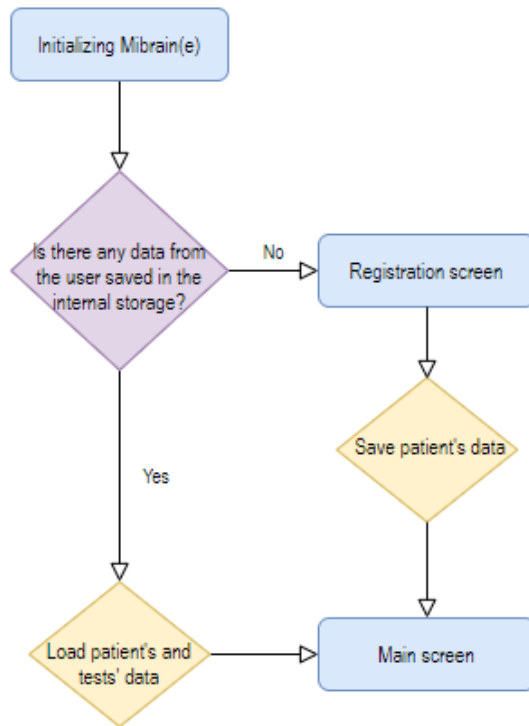 Initializing Mibrain(e)
Is there any data from
the user saved in the
internal storage?
No
Registration screen
Save patient's data
Yes
Load patient's and
tests' data
Main screen